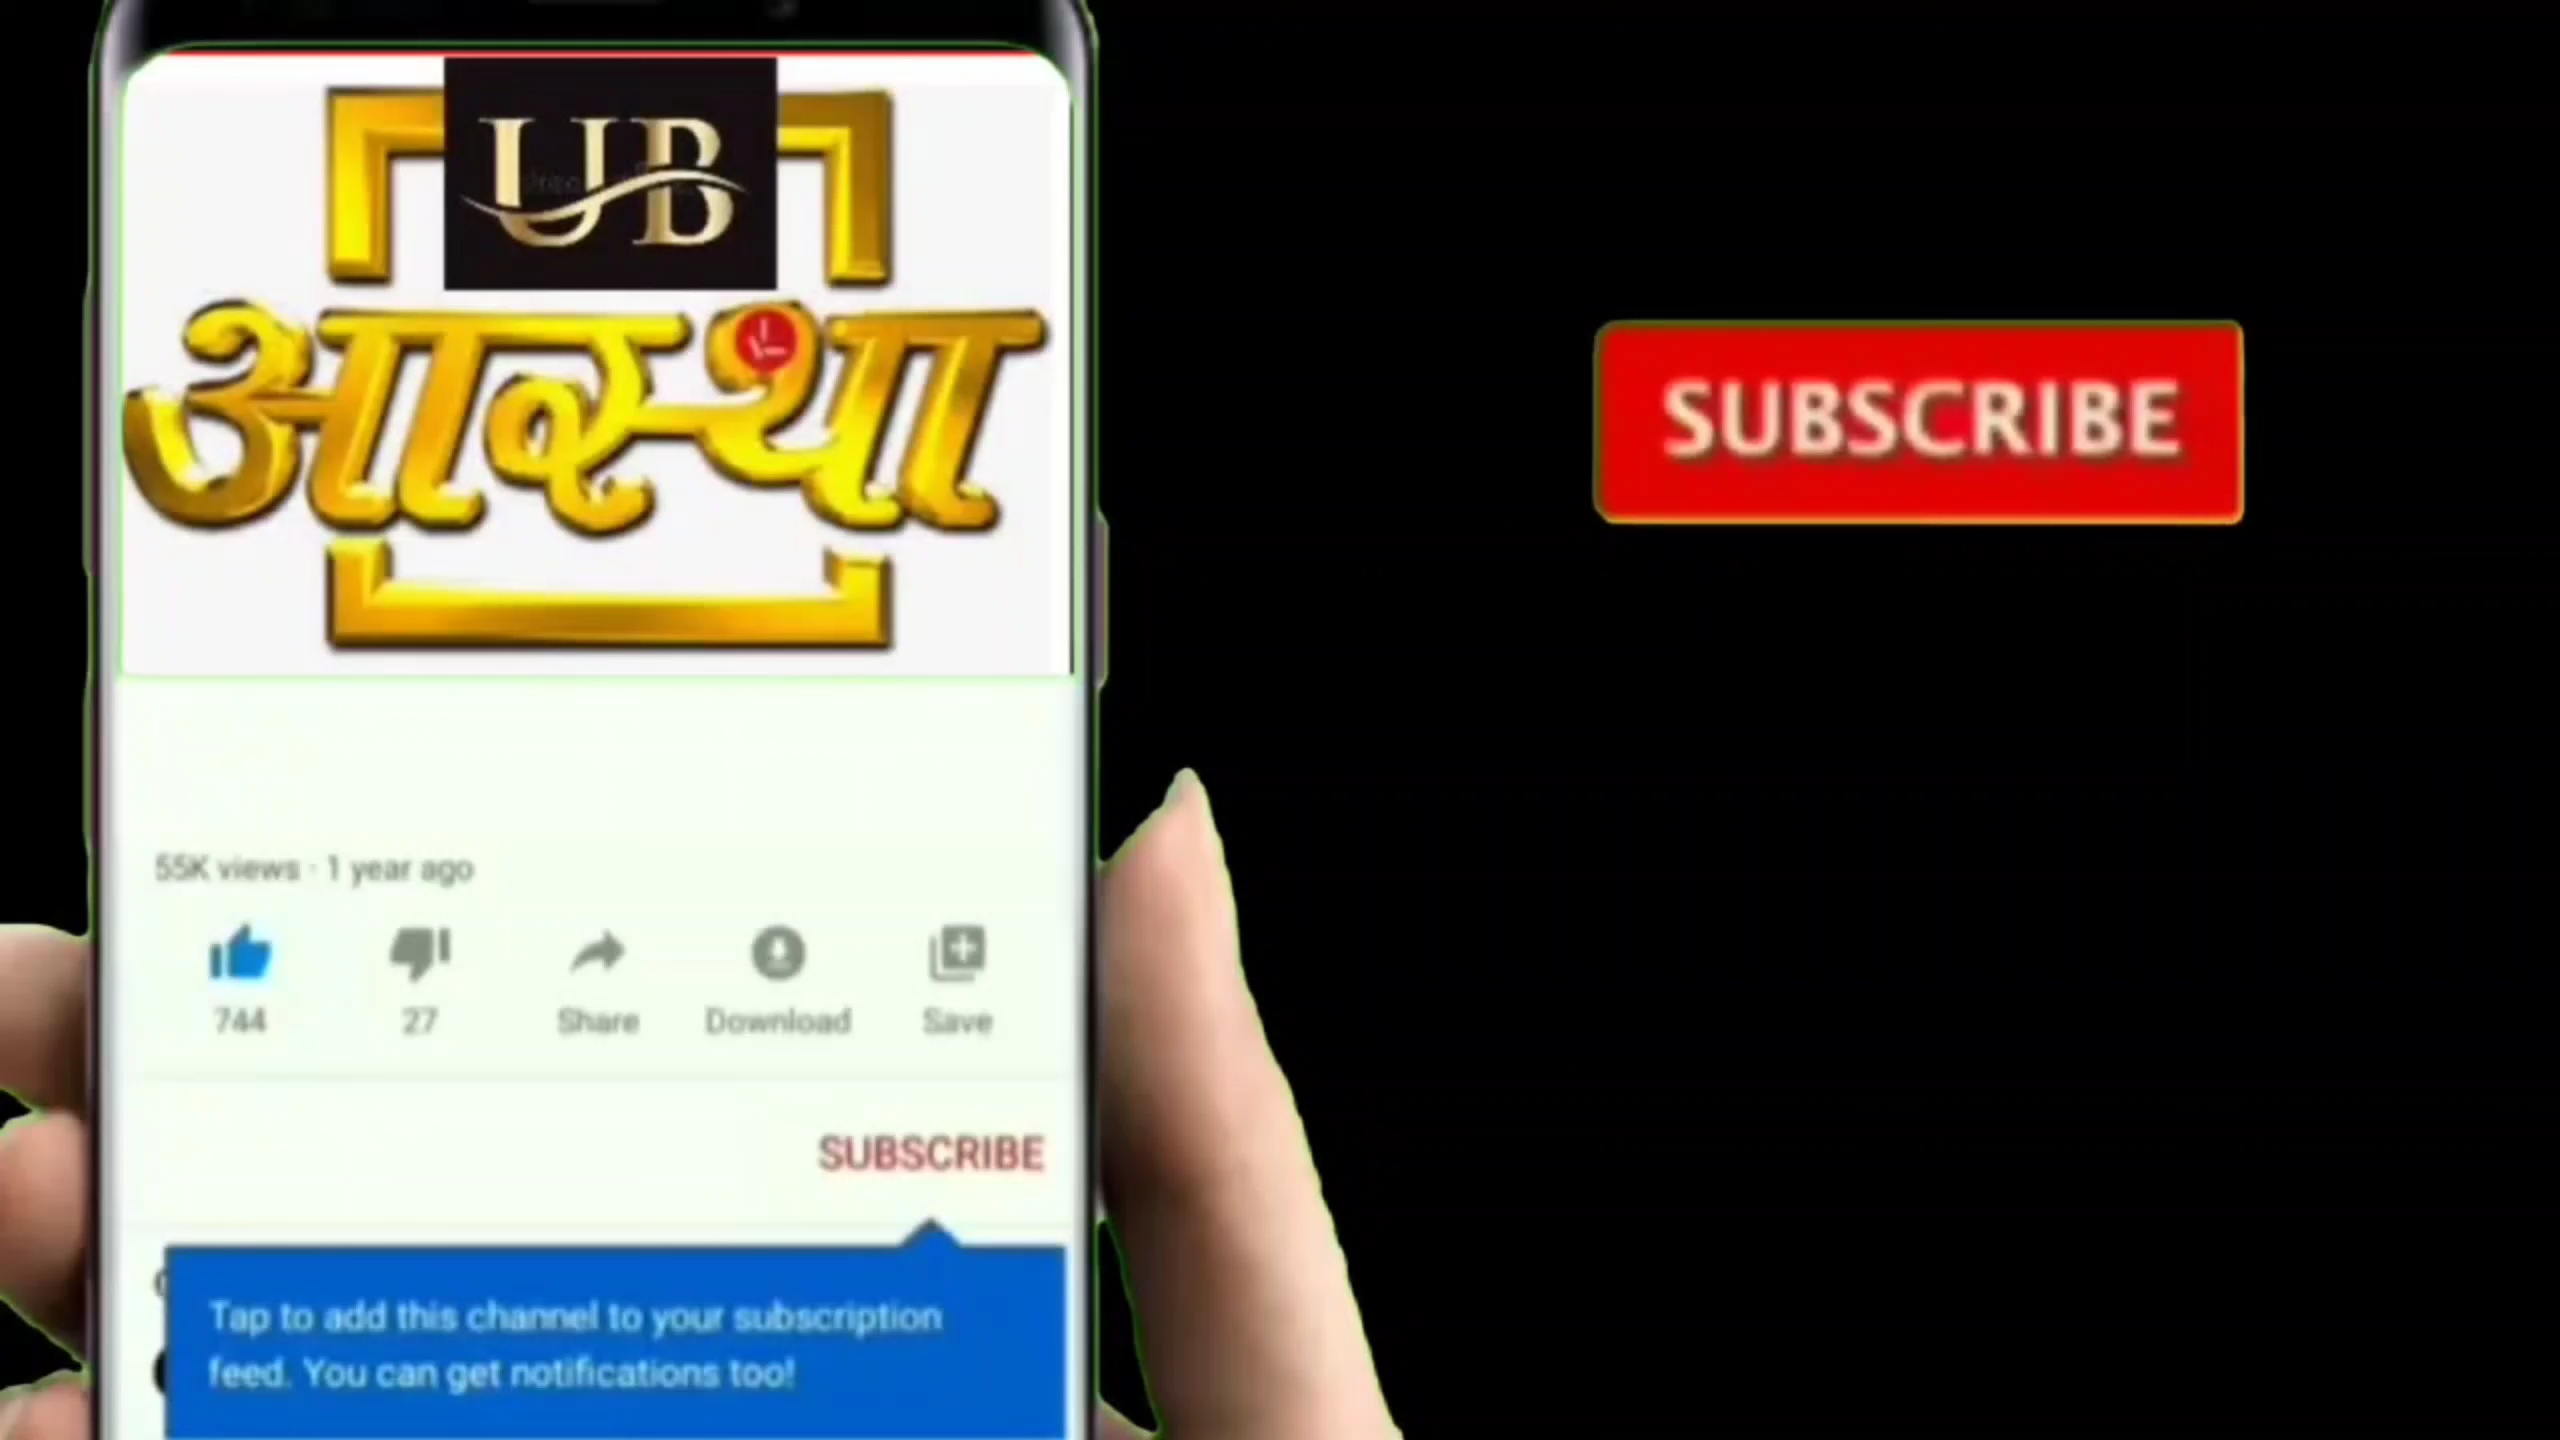 UB
आस्था
SUBSCRIBE
55K views · 1 year ago
744
27
Share
Download
Save
SUBSCRIBE
Tap to add this channel to your subscription
feed. You can get notifications too!